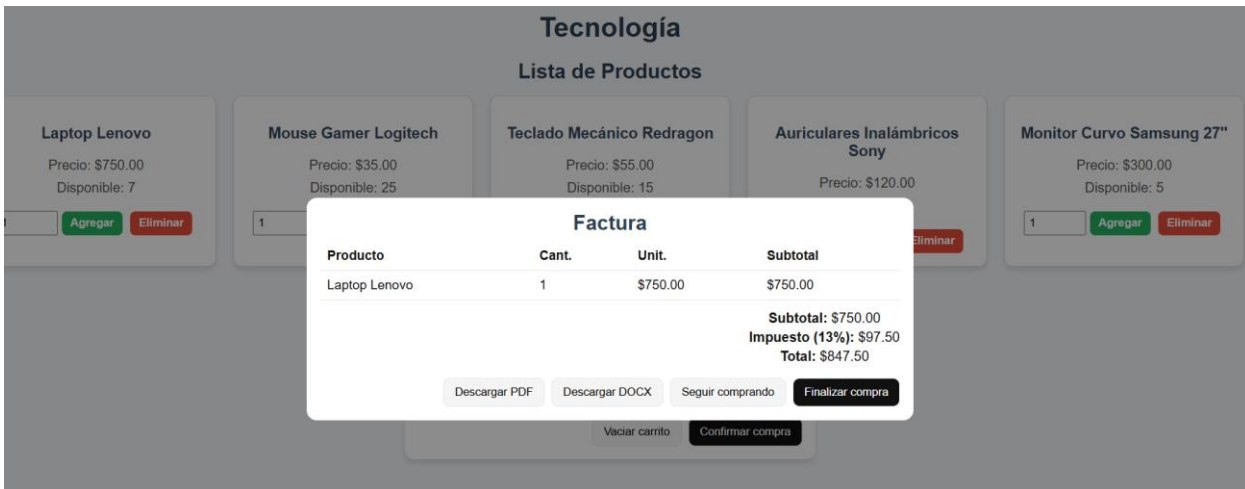 Tecnología
Lista de Productos
Laptop Lenovo
Precio: $750.00
Disponible: 7
Agregar Eliminar
Mouse Gamer Logitech
Precio: $35.00
Disponible: 25
1
Teclado Mecánico Redragon
Precio: $55.00
Disponible: 15
Auriculares Inalámbricos
Sony
Precio: $120.00
Eliminar
Monitor Curvo Samsung 27"
Precio: $300.00
Disponible: 5
1 Agregar Eliminar
Factura
Producto Cant. Unit. Subtotal
Laptop Lenovo 1 $750.00 $750.00
Subtotal: $750.00
Impuesto (13%): $97.50
Total: $847.50
Descargar PDF Descargar DOCX Seguir comprando Finalizar compra
Vaciar carrito Confirmar compra